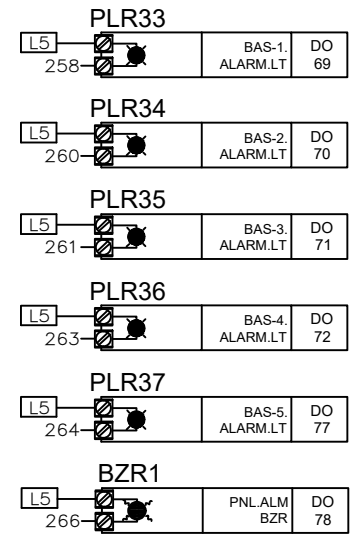 PLR33
L5 BAS-1. DO
258 ALARM.LT 69
PLR34
L5 BAS-2. DO
260 ALARM.LT 70
PLR35
L5 BAS-3. DO
261 ALARM.LT 71
PLR36
L5 BAS-4. DO
263 ALARM.LT 72
PLR37
L5 BAS-5. DO
264 ALARM.LT 77
BZR1
L5 PNL.ALM DO
266 BZR 78